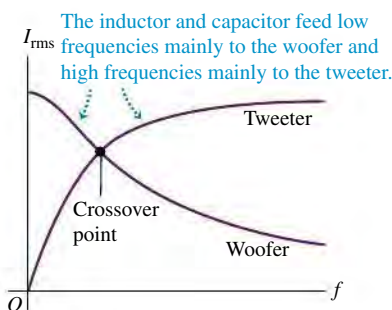 The inductor and capacitor feed low
frequencies mainly to the woofer and
high frequencies mainly to the tweeter.
Irms
Tweeter
Crossover
point
Woofer
O
f